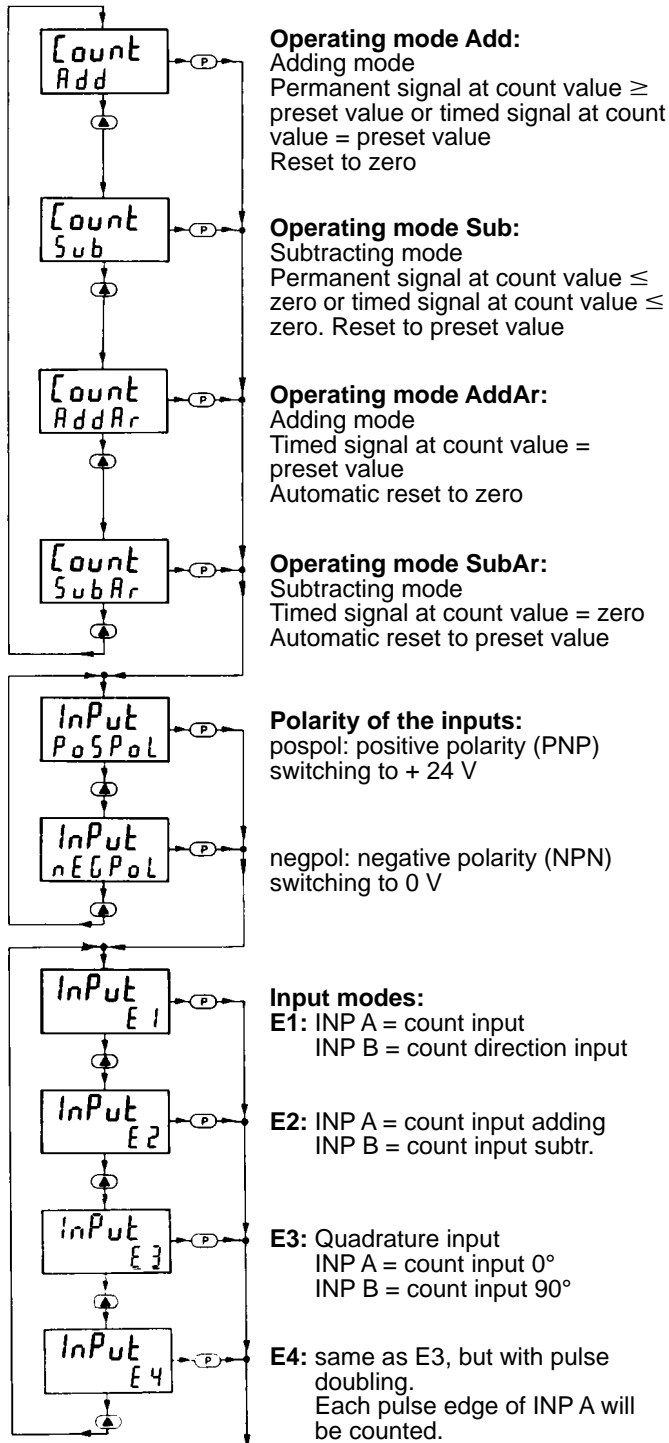 Count
Add
P
Operating mode Add:
Adding mode
Permanent signal at count value ≥
preset value or timed signal at count
value = preset value
Reset to zero
Count
Sub
P
Operating mode Sub:
Subtracting mode
Permanent signal at count value ≤
zero or timed signal at count value ≤
zero. Reset to preset value
Count
AddAr
P
Operating mode AddAr:
Adding mode
Timed signal at count value =
preset value
Automatic reset to zero
Count
SubAr
P
Operating mode SubAr:
Subtracting mode
Timed signal at count value = zero
Automatic reset to preset value
InPut
PoSPoL
P
Polarity of the inputs:
pospol: positive polarity (PNP)
switching to + 24 V
InPut
nEGPoL
P
negpol: negative polarity (NPN)
switching to 0 V
InPut
E1
P
Input modes:
E1: INP A = count input
INP B = count direction input
InPut
E2
P
E2: INP A = count input adding
INP B = count input subtr.
InPut
E3
P
E3: Quadrature input
INP A = count input 0°
INP B = count input 90°
InPut
E4
P
E4: same as E3, but with pulse
doubling.
Each pulse edge of INP A will
be counted.